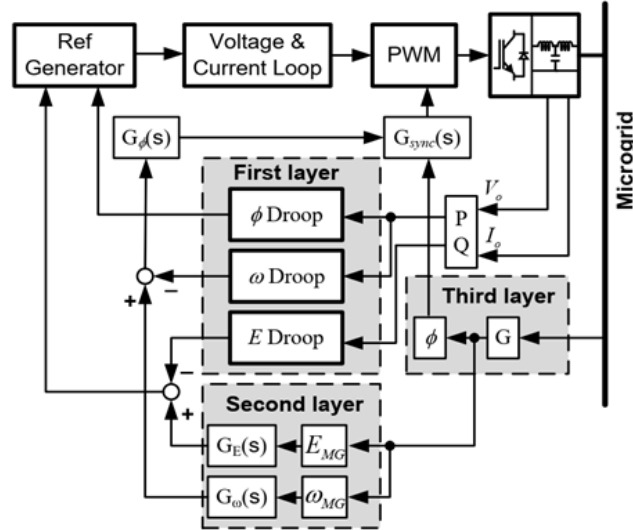 Ref
Generator
Voltage &
Current Loop
PWM
Gϕ(s)
Gsync(s)
First layer
ϕ Droop
ω Droop
E Droop
P
Q
Vo
Io
Microgrid
Third layer
ϕ
G
+
−
−
+
Second layer
GE(s)
EMG
Gω(s)
ωMG